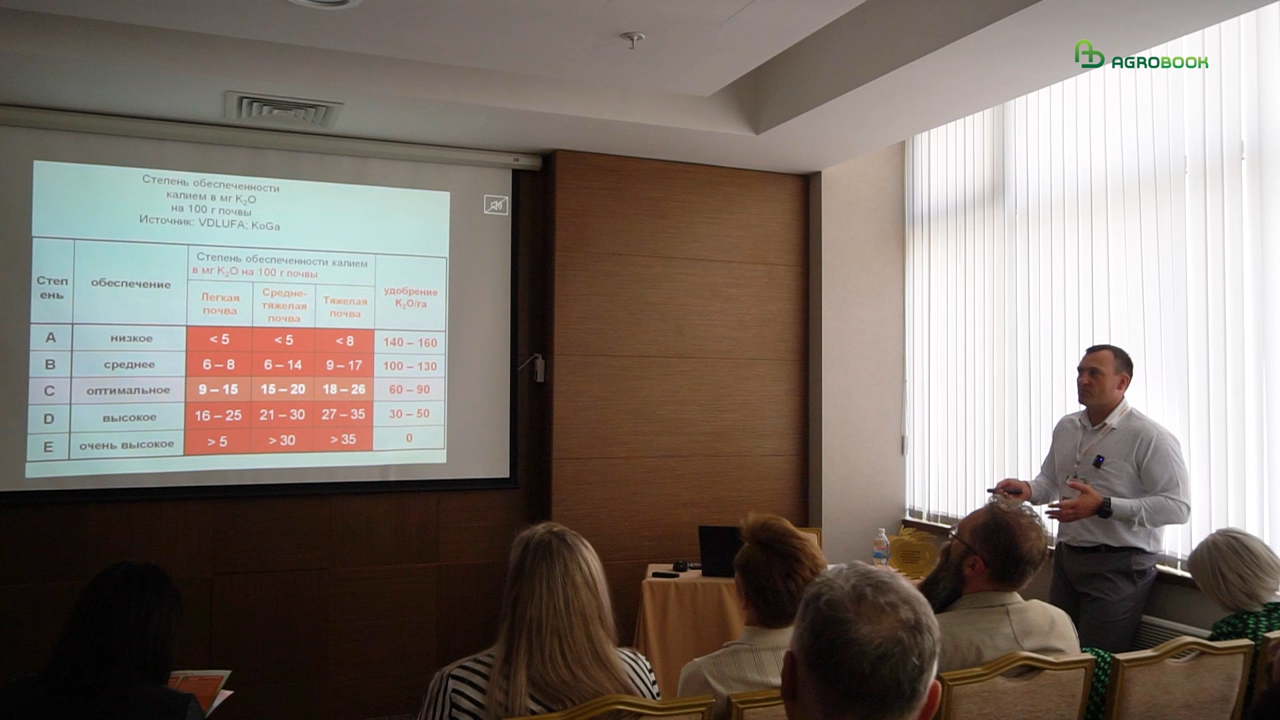 AGROBOOK
Степень обеспеченности
калием в мг K₂O
на 100 г почвы
Источник: VDLUFA; KoGa
Степ
ень
обеспечение
Степень обеспеченности калием
в мг K₂O на 100 г почвы
удобрение
K₂O/га
Легкая
почва
Средне-
тяжелая
почва
Тяжелая
почва
A низкое < 5 < 5 < 8 140 – 160
B среднее 6 – 8 6 – 14 9 – 17 100 – 130
C оптимальное 9 – 15 15 – 20 18 – 26 60 – 90
D высокое 16 – 25 21 – 30 27 – 35 30 – 50
E очень высокое > 5 > 30 > 35 0